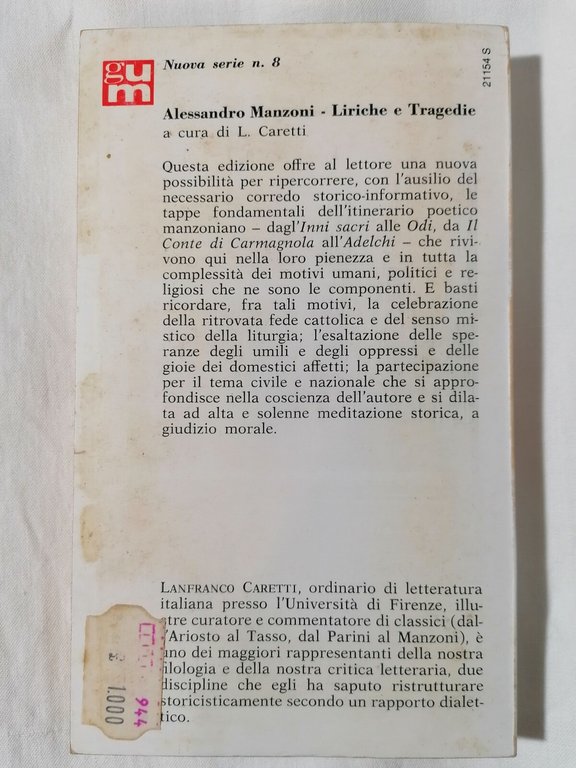 gum
Nuova serie n. 8
21154 S
Alessandro Manzoni - Liriche e Tragedie
a cura di L. Caretti
Questa edizione offre al lettore una nuova
possibilità per ripercorrere, con l'ausilio del
necessario corredo storico-informativo, le
tappe fondamentali dell'itinerario poetico
manzoniano – dagl'Inni sacri alle Odi, da Il
Conte di Carmagnola all'Adelchi – che rivi-
vono qui nella loro pienezza e in tutta la
complessità dei motivi umani, politici e re-
ligiosi che ne sono le componenti. E basti
ricordare, fra tali motivi, la celebrazione
della ritrovata fede cattolica e del senso mi-
stico della liturgia; l'esaltazione delle spe-
ranze degli umili e degli oppressi e delle
gioie dei domestici affetti; la partecipazione
per il tema civile e nazionale che si appro-
fondisce nella coscienza dell'autore e si dila-
ta ad alta e solenne meditazione storica, a
giudizio morale.
LANFRANCO CARETTI, ordinario di letteratura
italiana presso l'Università di Firenze, illu-
stre curatore e commentatore di classici (dal-
l'Ariosto al Tasso, dal Parini al Manzoni), è
uno dei maggiori rappresentanti della nostra
filologia e della nostra critica letteraria, due
discipline che egli ha saputo ristrutturare
storicisticamente secondo un rapporto dialet-
tico.
944
1.000